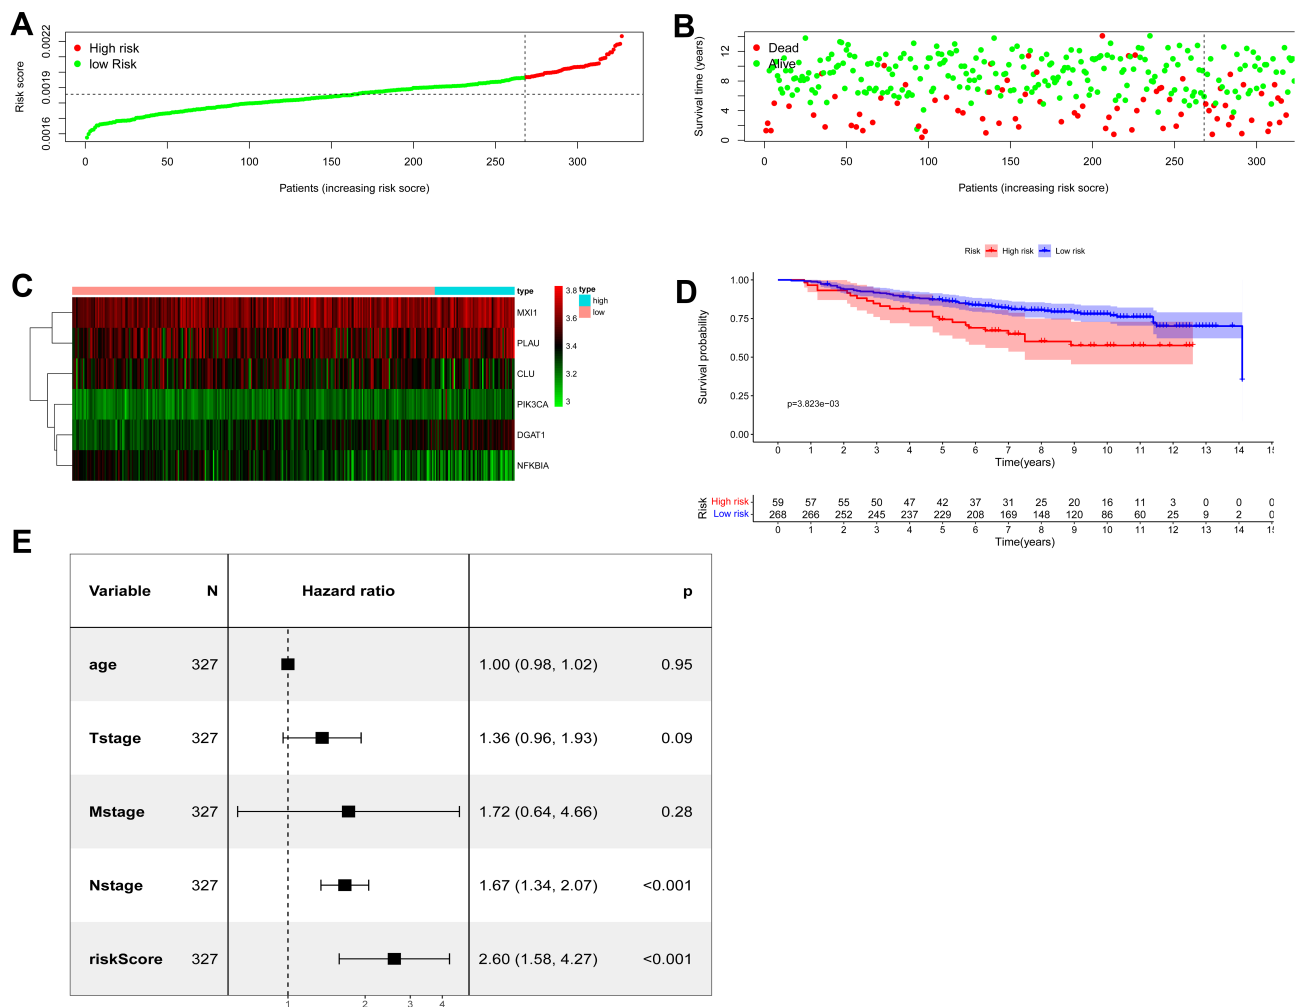 A
High risk
low Risk
Risk score
0.0016 0.0019 0.0022
0 50 100 150 200 250 300
Patients (increasing risk socre)
B
Dead
Alive
Survival time (years)
0 4 8 12
0 50 100 150 200 250 300
Patients (increasing risk socre)
C
type
MXI1
PLAU
CLU
PIK3CA
DGAT1
NFKBIA
3.8
3.6
3.4
3.2
3
type
high
low
D
Risk High risk Low risk
Survival probability
1.00
0.75
0.50
0.25
0.00
p=3.823e−03
0 1 2 3 4 5 6 7 8 9 10 11 12 13 14
Time(years)
Risk
High risk 59 57 55 50 47 42 37 31 25 20 16 11 3 0 0 0
Low risk 268 266 252 245 237 229 208 169 148 120 86 60 25 9 2 0
0 1 2 3 4 5 6 7 8 9 10 11 12 13 14
Time(years)
E
Variable N Hazard ratio p
age 327 1.00 (0.98, 1.02) 0.95
Tstage 327 1.36 (0.96, 1.93) 0.09
Mstage 327 1.72 (0.64, 4.66) 0.28
Nstage 327 1.67 (1.34, 2.07) <0.001
riskScore 327 2.60 (1.58, 4.27) <0.001
1 2 3 4